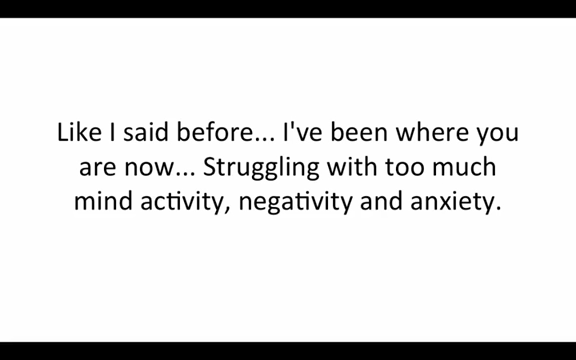 Like I said before... I've been where you
are now... Struggling with too much
mind activity, negativity and anxiety.